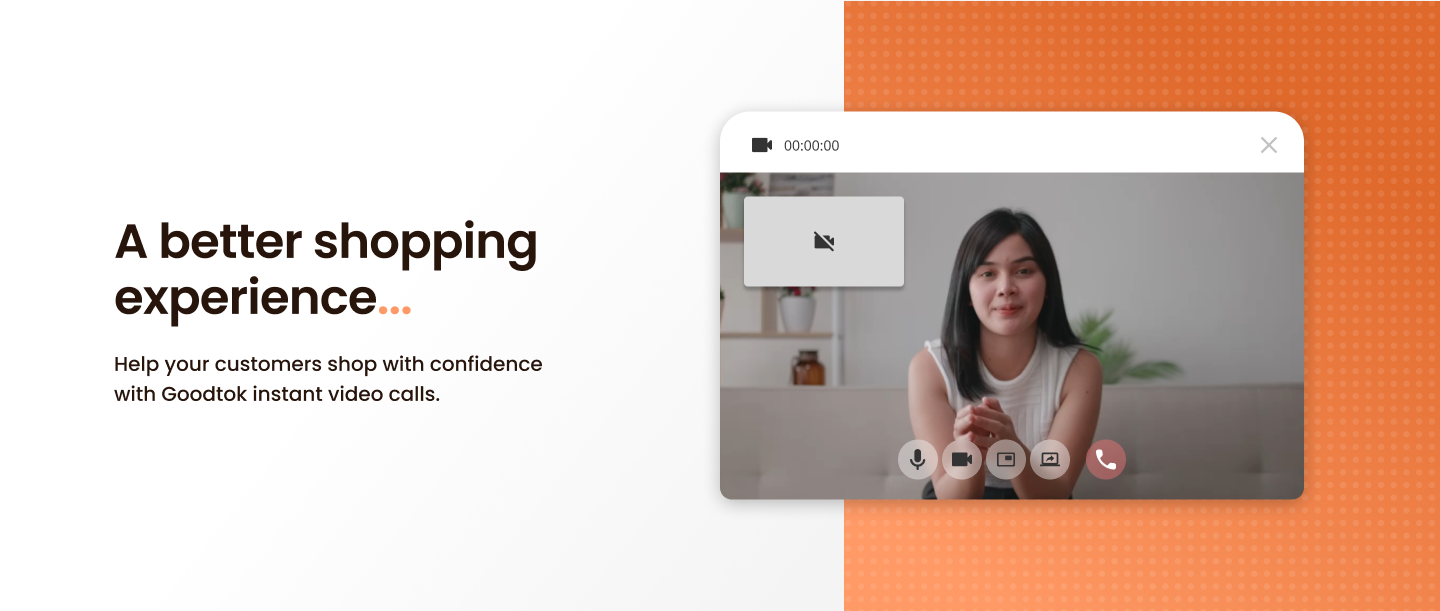 A better shopping
experience...
Help your customers shop with confidence
with Goodtok instant video calls.
00:00:00